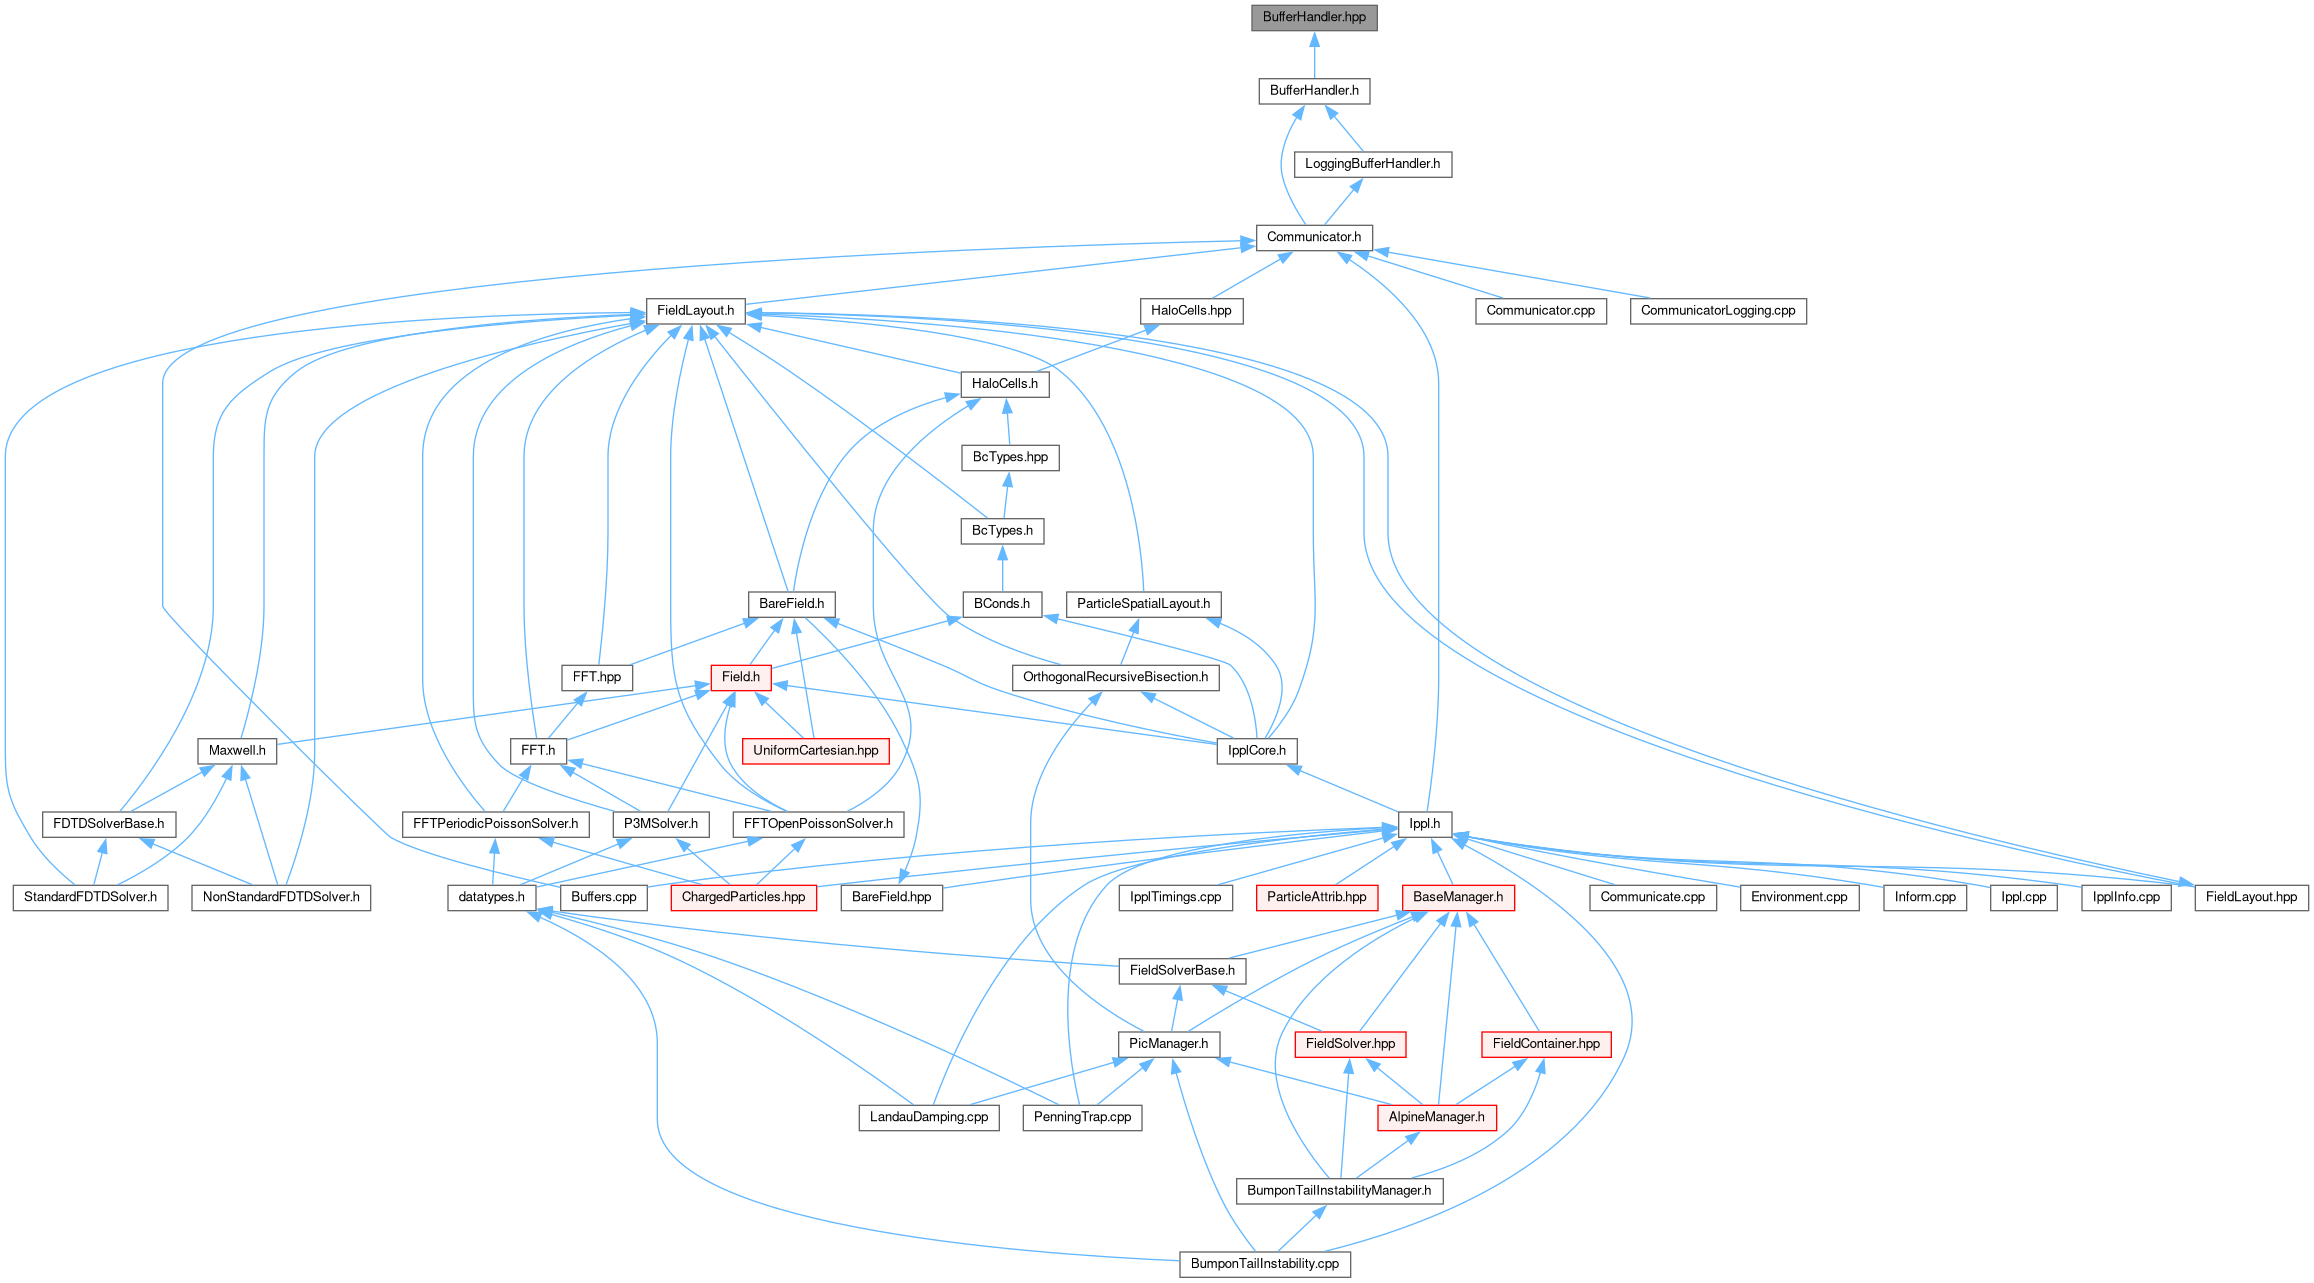 BufferHandler.hpp
BufferHandler.h
LoggingBufferHandler.h
Communicator.h
FieldLayout.h
HaloCells.hpp
Communicator.cpp
CommunicatorLogging.cpp
HaloCells.h
BcTypes.hpp
BcTypes.h
BareField.h
BConds.h
ParticleSpatialLayout.h
FFT.hpp
Field.h
OrthogonalRecursiveBisection.h
Maxwell.h
FFT.h
UniformCartesian.hpp
IpplCore.h
FDTDSolverBase.h
FFTPeriodicPoissonSolver.h
P3MSolver.h
FFTOpenPoissonSolver.h
Ippl.h
StandardFDTDSolver.h
NonStandardFDTDSolver.h
datatypes.h
Buffers.cpp
ChargedParticles.hpp
BareField.hpp
IpplTimings.cpp
ParticleAttrib.hpp
BaseManager.h
Communicate.cpp
Environment.cpp
Inform.cpp
Ippl.cpp
IpplInfo.cpp
FieldLayout.hpp
FieldSolverBase.h
PicManager.h
FieldSolver.hpp
FieldContainer.hpp
LandauDamping.cpp
PenningTrap.cpp
AlpineManager.h
BumponTailInstabilityManager.h
BumponTailInstability.cpp